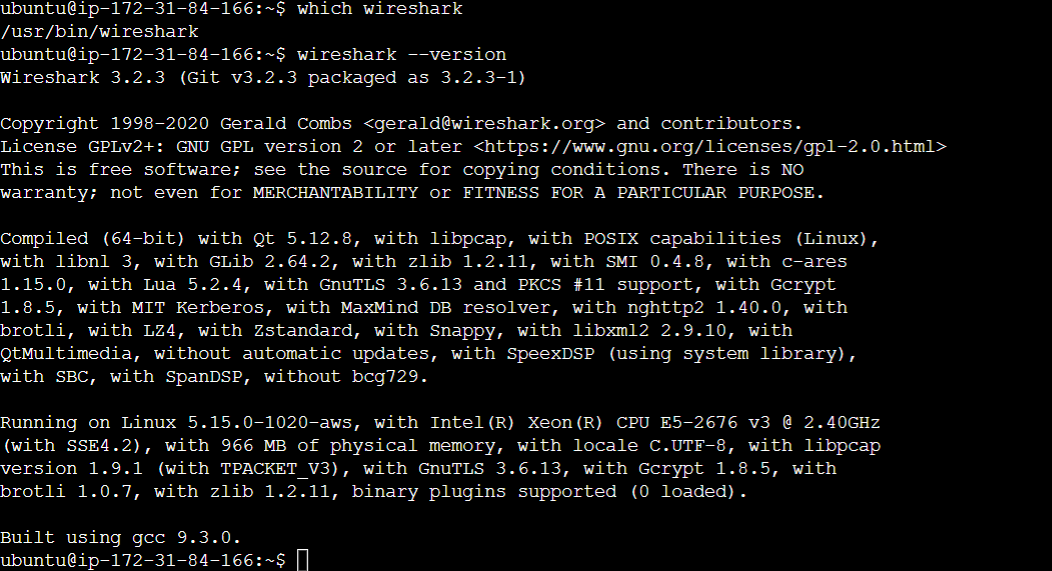 ubuntu@ip-172-31-84-166:~$ which wireshark
/usr/bin/wireshark
ubuntu@ip-172-31-84-166:~$ wireshark --version
Wireshark 3.2.3 (Git v3.2.3 packaged as 3.2.3-1)
Copyright 1998-2020 Gerald Combs <gerald@wireshark.org> and contributors.
License GPLv2+: GNU GPL version 2 or later <https://www.gnu.org/licenses/gpl-2.0.html>
This is free software; see the source for copying conditions. There is NO
warranty; not even for MERCHANTABILITY or FITNESS FOR A PARTICULAR PURPOSE.
Compiled (64-bit) with Qt 5.12.8, with libpcap, with POSIX capabilities (Linux),
with libnl 3, with GLib 2.64.2, with zlib 1.2.11, with SMI 0.4.8, with c-ares
1.15.0, with Lua 5.2.4, with GnuTLS 3.6.13 and PKCS #11 support, with Gcrypt
1.8.5, with MIT Kerberos, with MaxMind DB resolver, with nghttp2 1.40.0, with
brotli, with LZ4, with Zstandard, with Snappy, with libxml2 2.9.10, with
QtMultimedia, without automatic updates, with SpeexDSP (using system library),
with SBC, with SpanDSP, without bcg729.
Running on Linux 5.15.0-1020-aws, with Intel(R) Xeon(R) CPU E5-2676 v3 @ 2.40GHz
(with SSE4.2), with 966 MB of physical memory, with locale C.UTF-8, with libpcap
version 1.9.1 (with TPACKET_V3), with GnuTLS 3.6.13, with Gcrypt 1.8.5, with
brotli 1.0.7, with zlib 1.2.11, binary plugins supported (0 loaded).
Built using gcc 9.3.0.
ubuntu@ip-172-31-84-166:~$